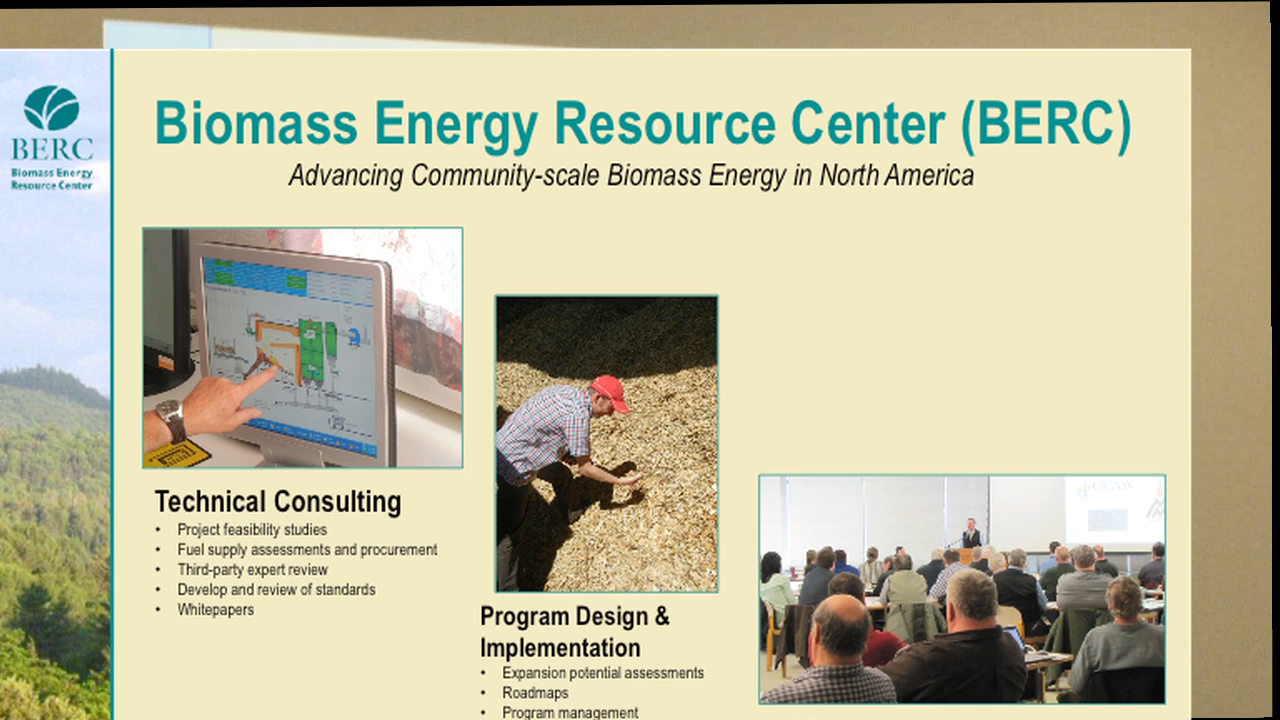 BERC
Biomass Energy
Resource Center
Biomass Energy Resource Center (BERC)
Advancing Community-scale Biomass Energy in North America
Technical Consulting
• Project feasibility studies
• Fuel supply assessments and procurement
• Third-party expert review
• Develop and review of standards
• Whitepapers
Program Design &
Implementation
• Expansion potential assessments
• Roadmaps
• Program management